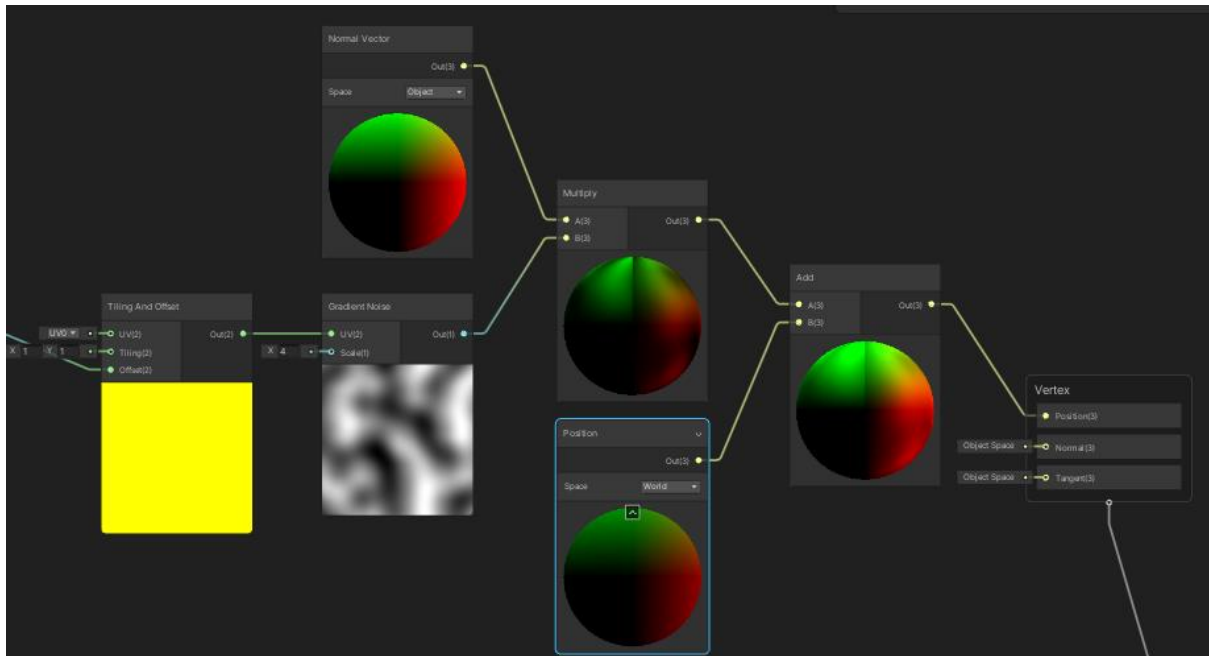 Normal Vector
Out(3)
Space Object
Multiply
A(3) Out(3)
B(3)
Add
A(3) Out(3)
B(3)
Tiling And Offset
UV0 UV(2) Out(2)
X 1 Y 1 Tiling(2)
Offset(2)
Gradient Noise
UV(2) Out(1)
X 4 Scale(1)
Position
Out(3)
Space World
Vertex
Position(3)
Object Space Normal(3)
Object Space Tangent(3)